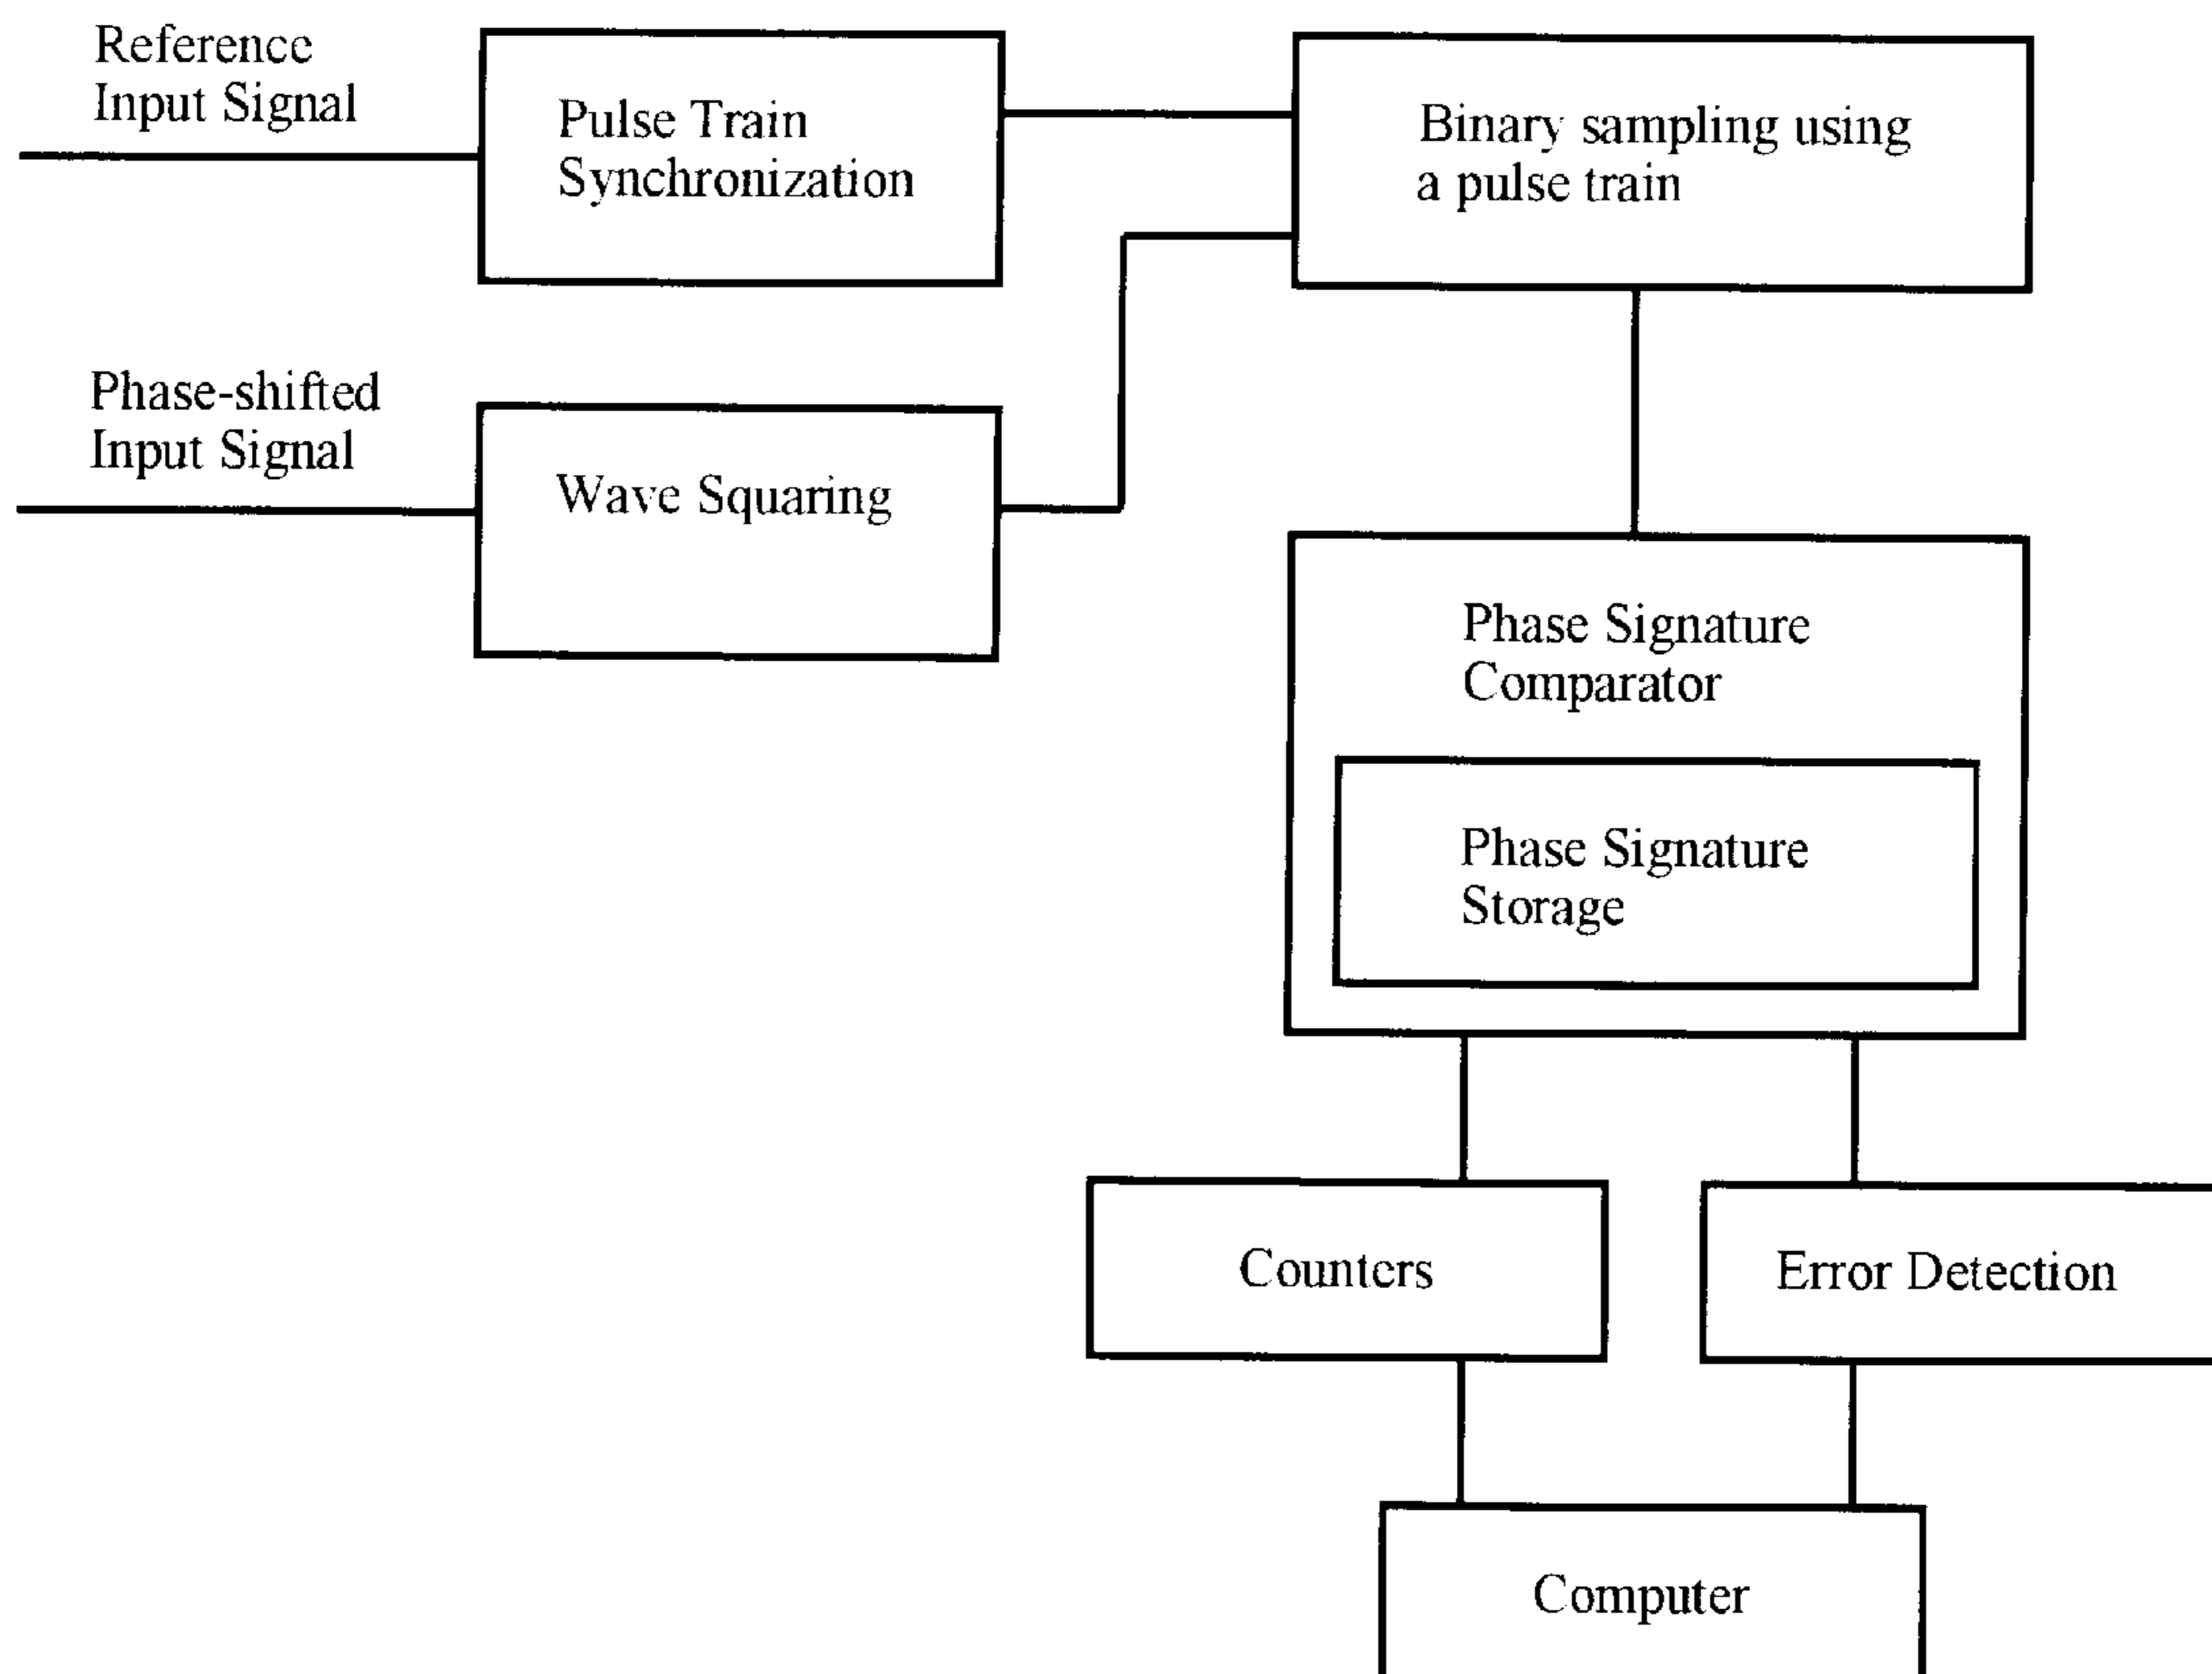 Reference
Input Signal
Pulse Train
Synchronization
Binary sampling using
a pulse train
Phase-shifted
Input Signal
Wave Squaring
Phase Signature
Comparator
Phase Signature
Storage
Counters
Error Detection
Computer